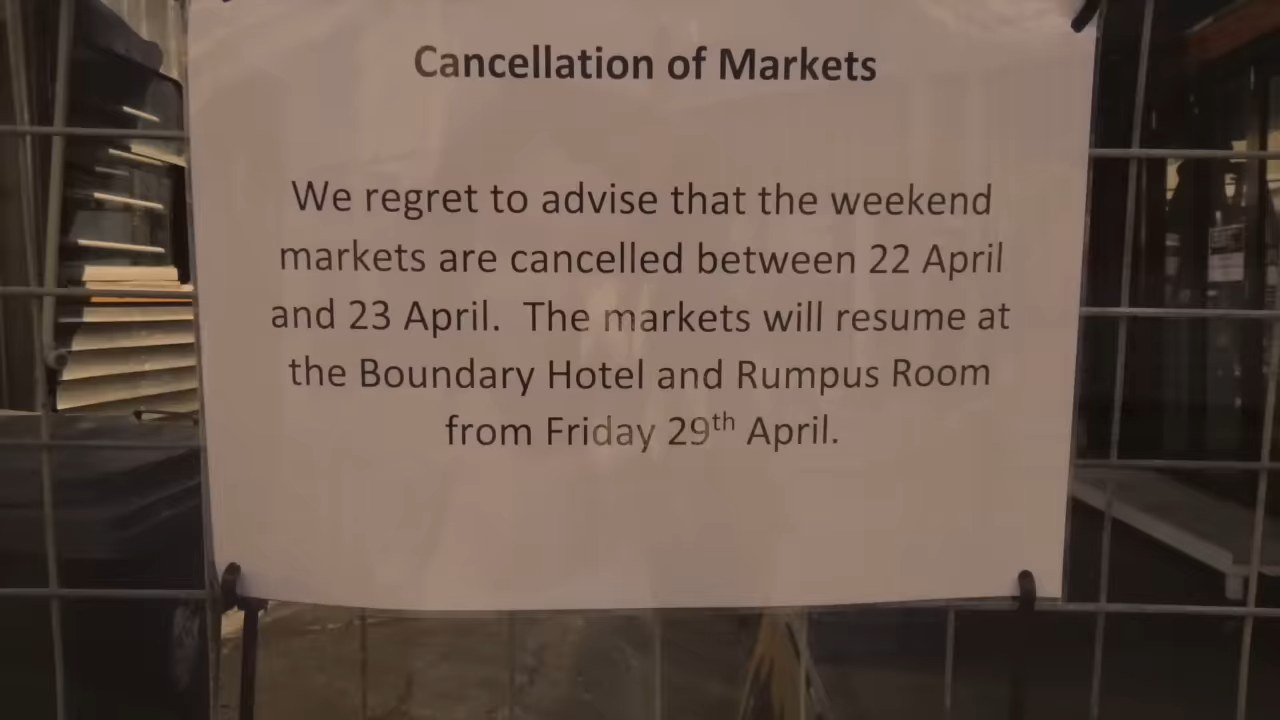 Cancellation of Markets
We regret to advise that the weekend
markets are cancelled between 22 April
and 23 April.  The markets will resume at
the Boundary Hotel and Rumpus Room
from Friday 29th April.